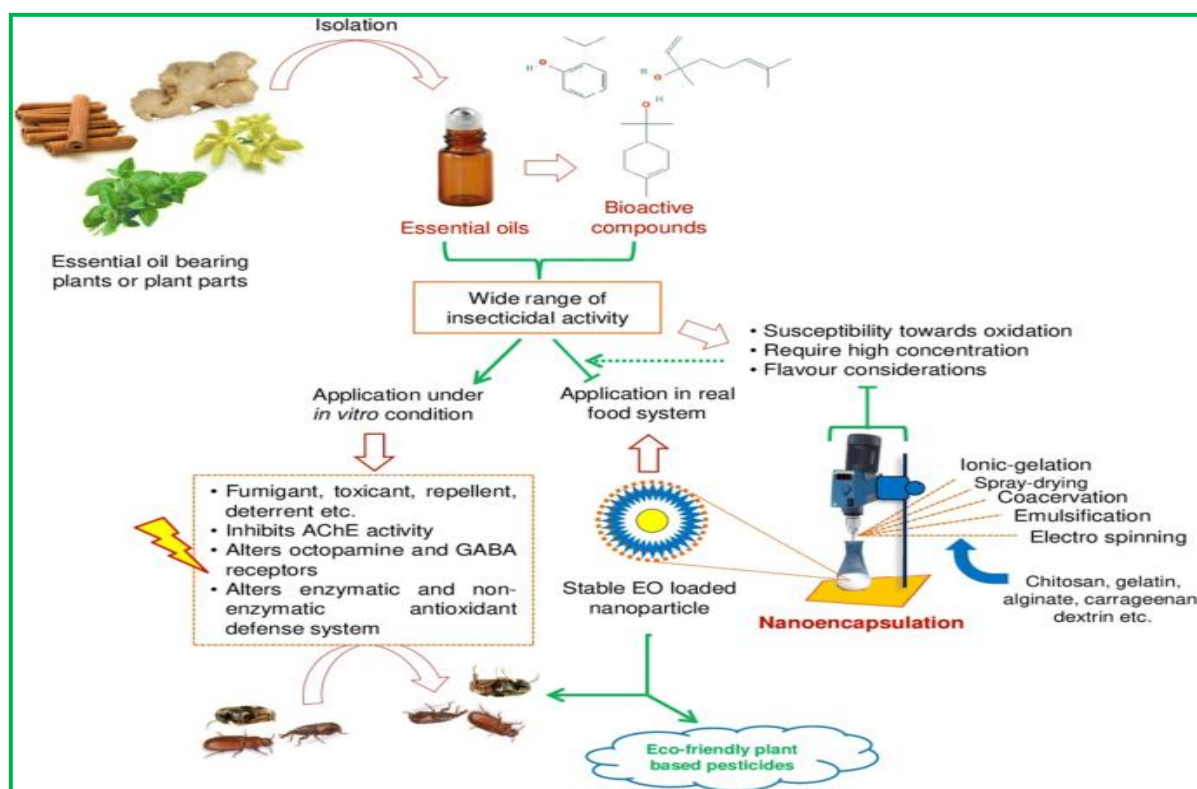 Isolation
H
O
H
O
H
O
Essential oils
Bioactive
compounds
Essential oil bearing
plants or plant parts
Wide range of
insecticidal activity
• Susceptibility towards oxidation
• Require high concentration
• Flavour considerations
Application under
in vitro condition
Application in real
food system
• Fumigant, toxicant, repellent,
deterrent etc.
• Inhibits AChE activity
• Alters octopamine and GABA
receptors
• Alters enzymatic and non-
enzymatic antioxidant
defense system
Stable EO loaded
nanoparticle
Ionic-gelation
Spray-drying
Coacervation
Emulsification
Electro spinning
Chitosan, gelatin,
alginate, carrageenan
dextrin etc.
Nanoencapsulation
Eco-friendly plant
based pesticides